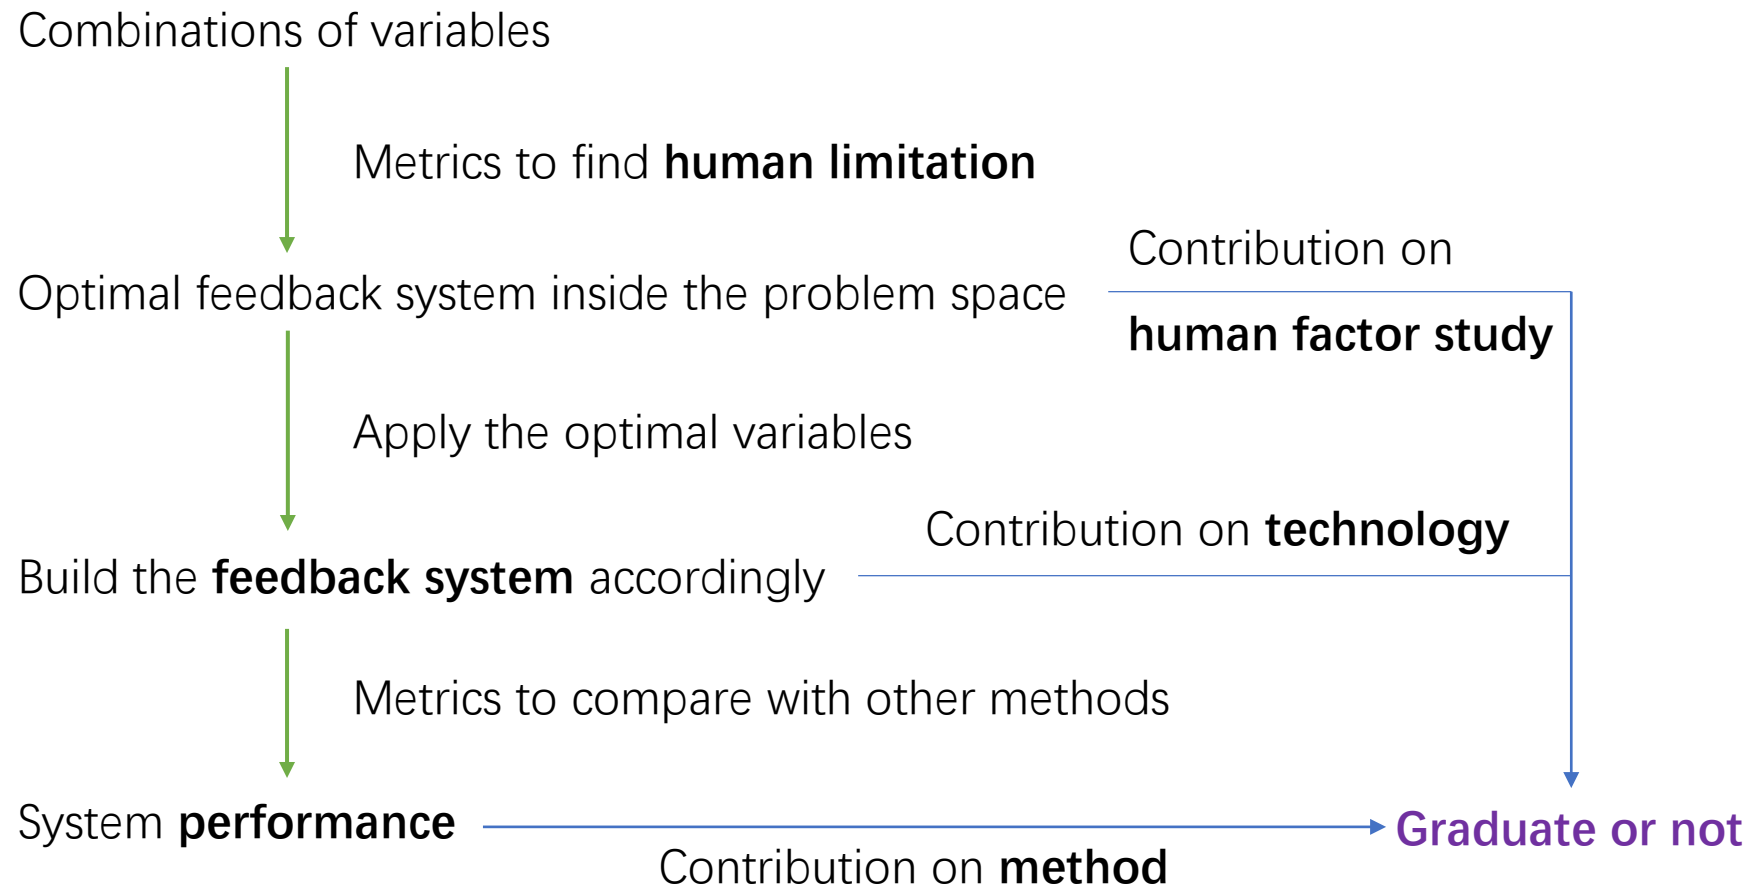 Combinations of variables
Metrics to find human limitation
Contribution on
Optimal feedback system inside the problem space
human factor study
Apply the optimal variables
Contribution on technology
Build the feedback system accordingly
Metrics to compare with other methods
System performance
Graduate or not
Contribution on method